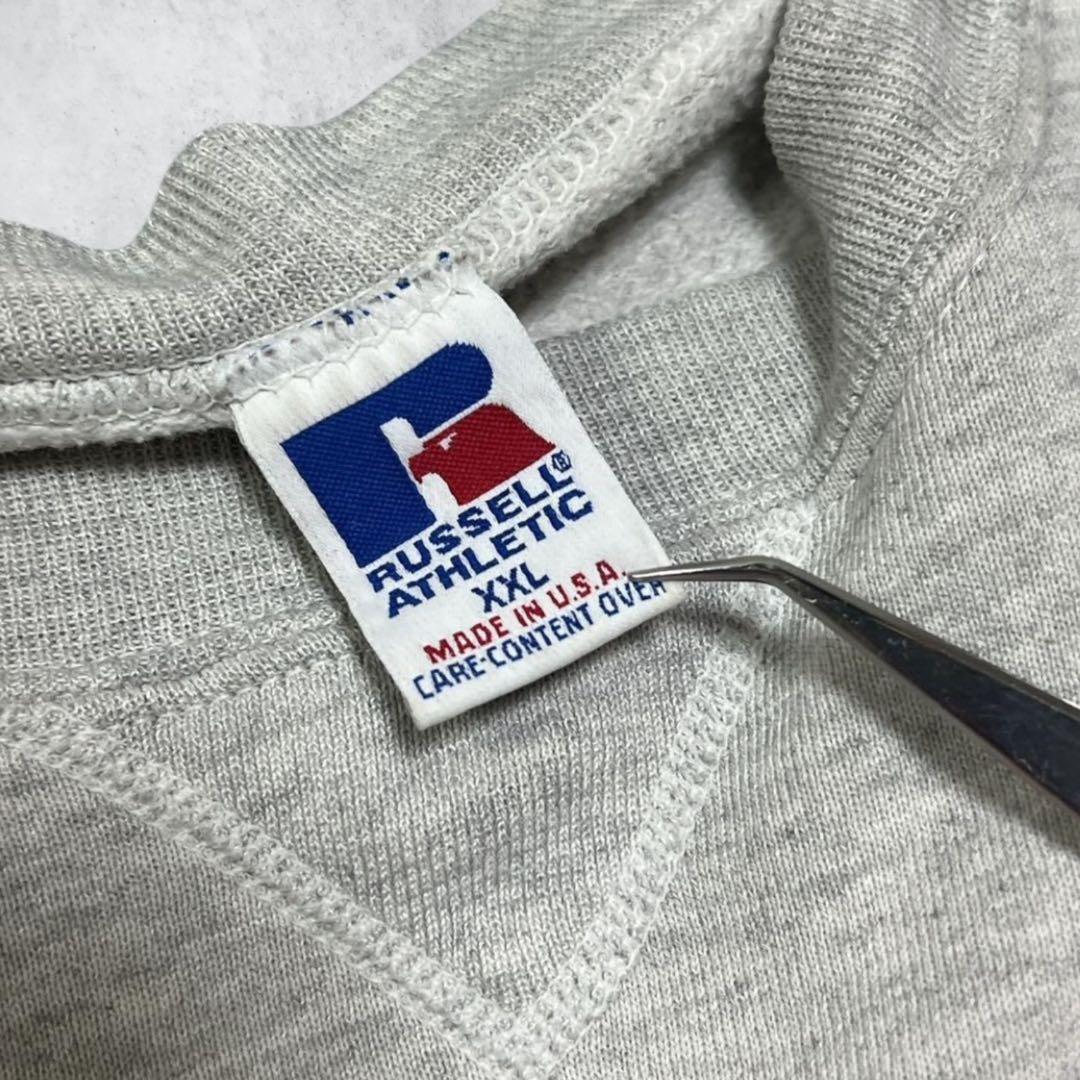 RUSSELL®
ATHLETIC
XXL
MADE IN U.S.A.
CARE-CONTENT OVER